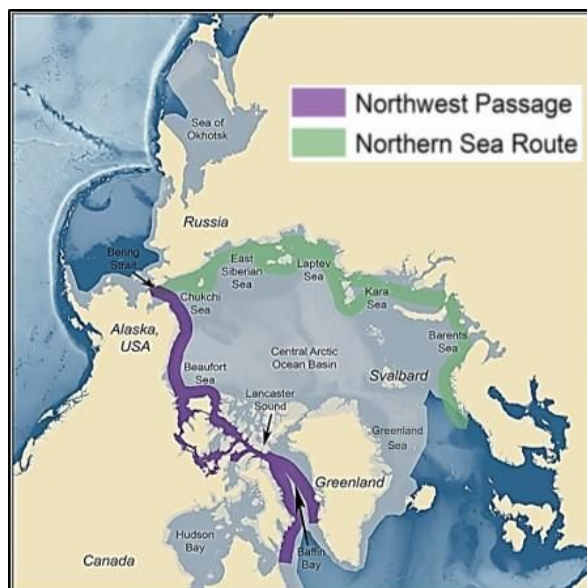 Northwest Passage
Northern Sea Route
Sea of
Okhotsk
Russia
Bering
Strait
East
Siberian
Sea
Laptev
Sea
Chukchi
Sea
Kara
Sea
Alaska,
USA
Barents
Sea
Beaufort
Sea
Central Arctic
Ocean Basin
Svalbard
Lancaster
Sound
Greenland
Sea
Greenland
Hudson
Bay
Baffin
Bay
Canada